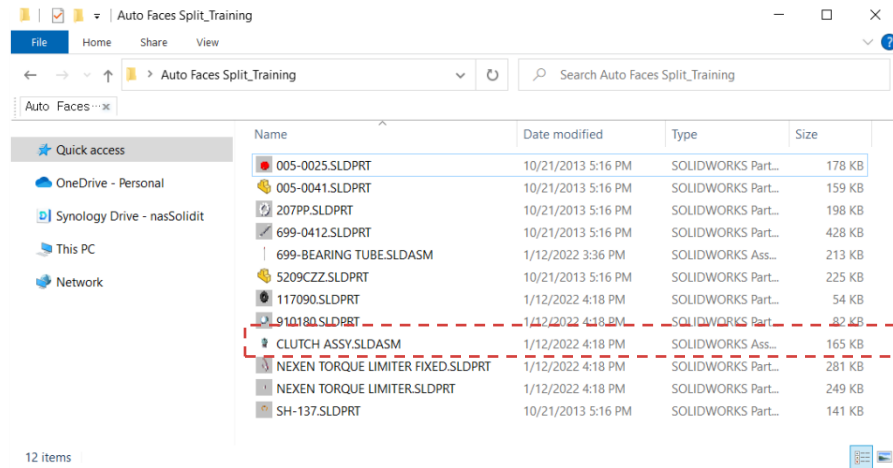 Auto Faces Split_Training
File Home Share View
Auto Faces Split_Training
Search Auto Faces Split_Training
Auto Faces···
Quick access
OneDrive - Personal
Synology Drive - nasSolidit
This PC
Network
Name Date modified Type Size
005-0025.SLDPRT 10/21/2013 5:16 PM SOLIDWORKS Part... 178 KB
005-0041.SLDPRT 10/21/2013 5:16 PM SOLIDWORKS Part... 159 KB
207PP.SLDPRT 10/21/2013 5:16 PM SOLIDWORKS Part... 198 KB
699-0412.SLDPRT 10/21/2013 5:16 PM SOLIDWORKS Part... 428 KB
699-BEARING TUBE.SLDASM 1/12/2022 3:36 PM SOLIDWORKS Ass... 213 KB
5209CZZ.SLDPRT 10/21/2013 5:16 PM SOLIDWORKS Part... 225 KB
117090.SLDPRT 1/12/2022 4:18 PM SOLIDWORKS Part... 54 KB
910180.SLDPRT 1/12/2022 4:18 PM SOLIDWORKS Part... 82 KB
CLUTCH ASSY.SLDASM 1/12/2022 4:18 PM SOLIDWORKS Ass... 165 KB
NEXEN TORQUE LIMITER FIXED.SLDPRT 1/12/2022 4:18 PM SOLIDWORKS Part... 281 KB
NEXEN TORQUE LIMITER.SLDPRT 1/12/2022 4:18 PM SOLIDWORKS Part... 249 KB
SH-137.SLDPRT 10/21/2013 5:16 PM SOLIDWORKS Part... 141 KB
12 items